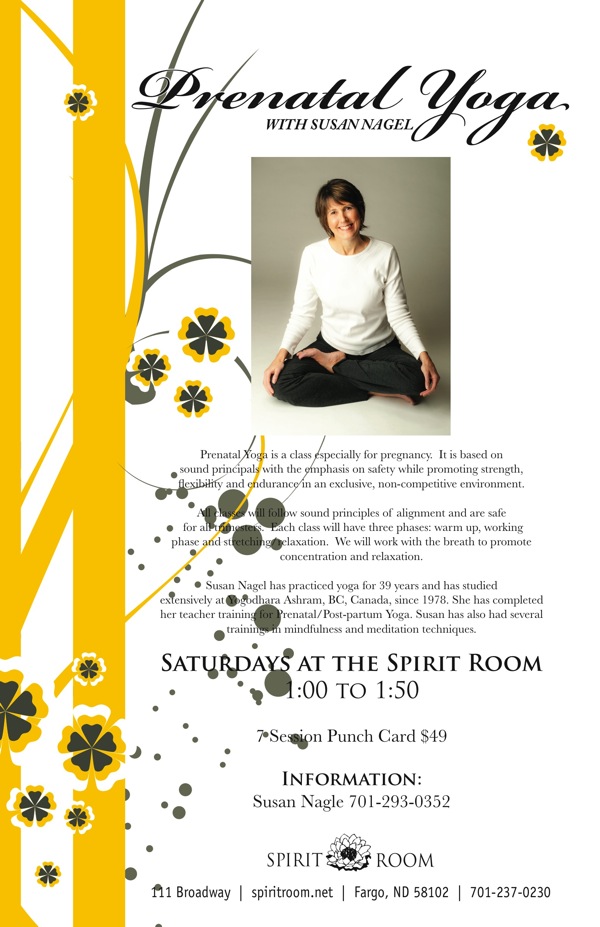 Prenatal Yoga
WITH SUSAN NAGEL
Prenatal Yoga is a class especially for pregnancy. It is based on
sound principals with the emphasis on safety while promoting strength,
flexibility and endurance in an exclusive, non-competitive environment.
All classes will follow sound principles of alignment and are safe
for all trimesters. Each class will have three phases: warm up, working
phase and stretching/relaxation. We will work with the breath to promote
concentration and relaxation.
Susan Nagel has practiced yoga for 39 years and has studied
extensively at Yogodhara Ashram, BC, Canada, since 1978. She has completed
her teacher training for Prenatal/Post-partum Yoga. Susan has also had several
trainings in mindfulness and meditation techniques.
Saturdays at the Spirit Room
1:00 to 1:50
7 Session Punch Card $49
Information:
Susan Nagle 701-293-0352
SPIRIT ROOM
111 Broadway | spiritroom.net | Fargo, ND 58102 | 701-237-0230